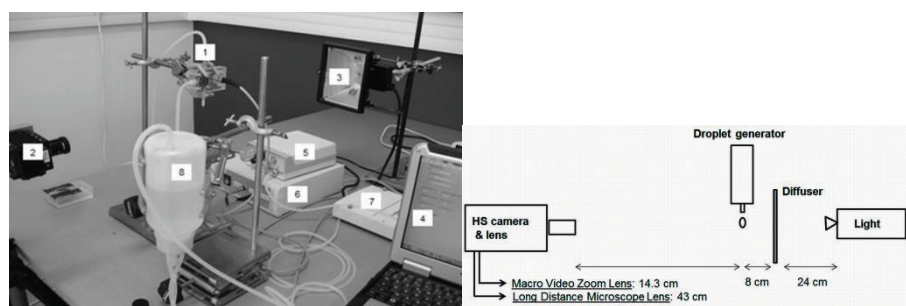 1
2
3
4
5
6
7
8
Droplet generator
Diffuser
HS camera
& lens
Light
8 cm
24 cm
Macro Video Zoom Lens: 14.3 cm
Long Distance Microscope Lens: 43 cm